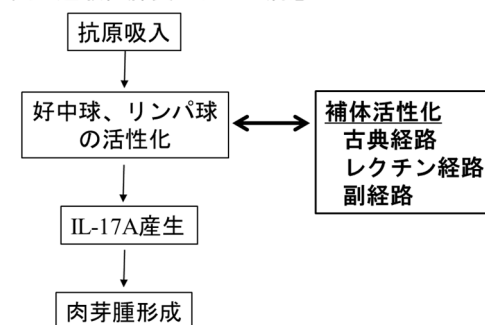 抗原吸入
好中球、リンパ球
の活性化
補体活性化
古典経路
レクチン経路
副経路
IL-17A産生
肉芽腫形成